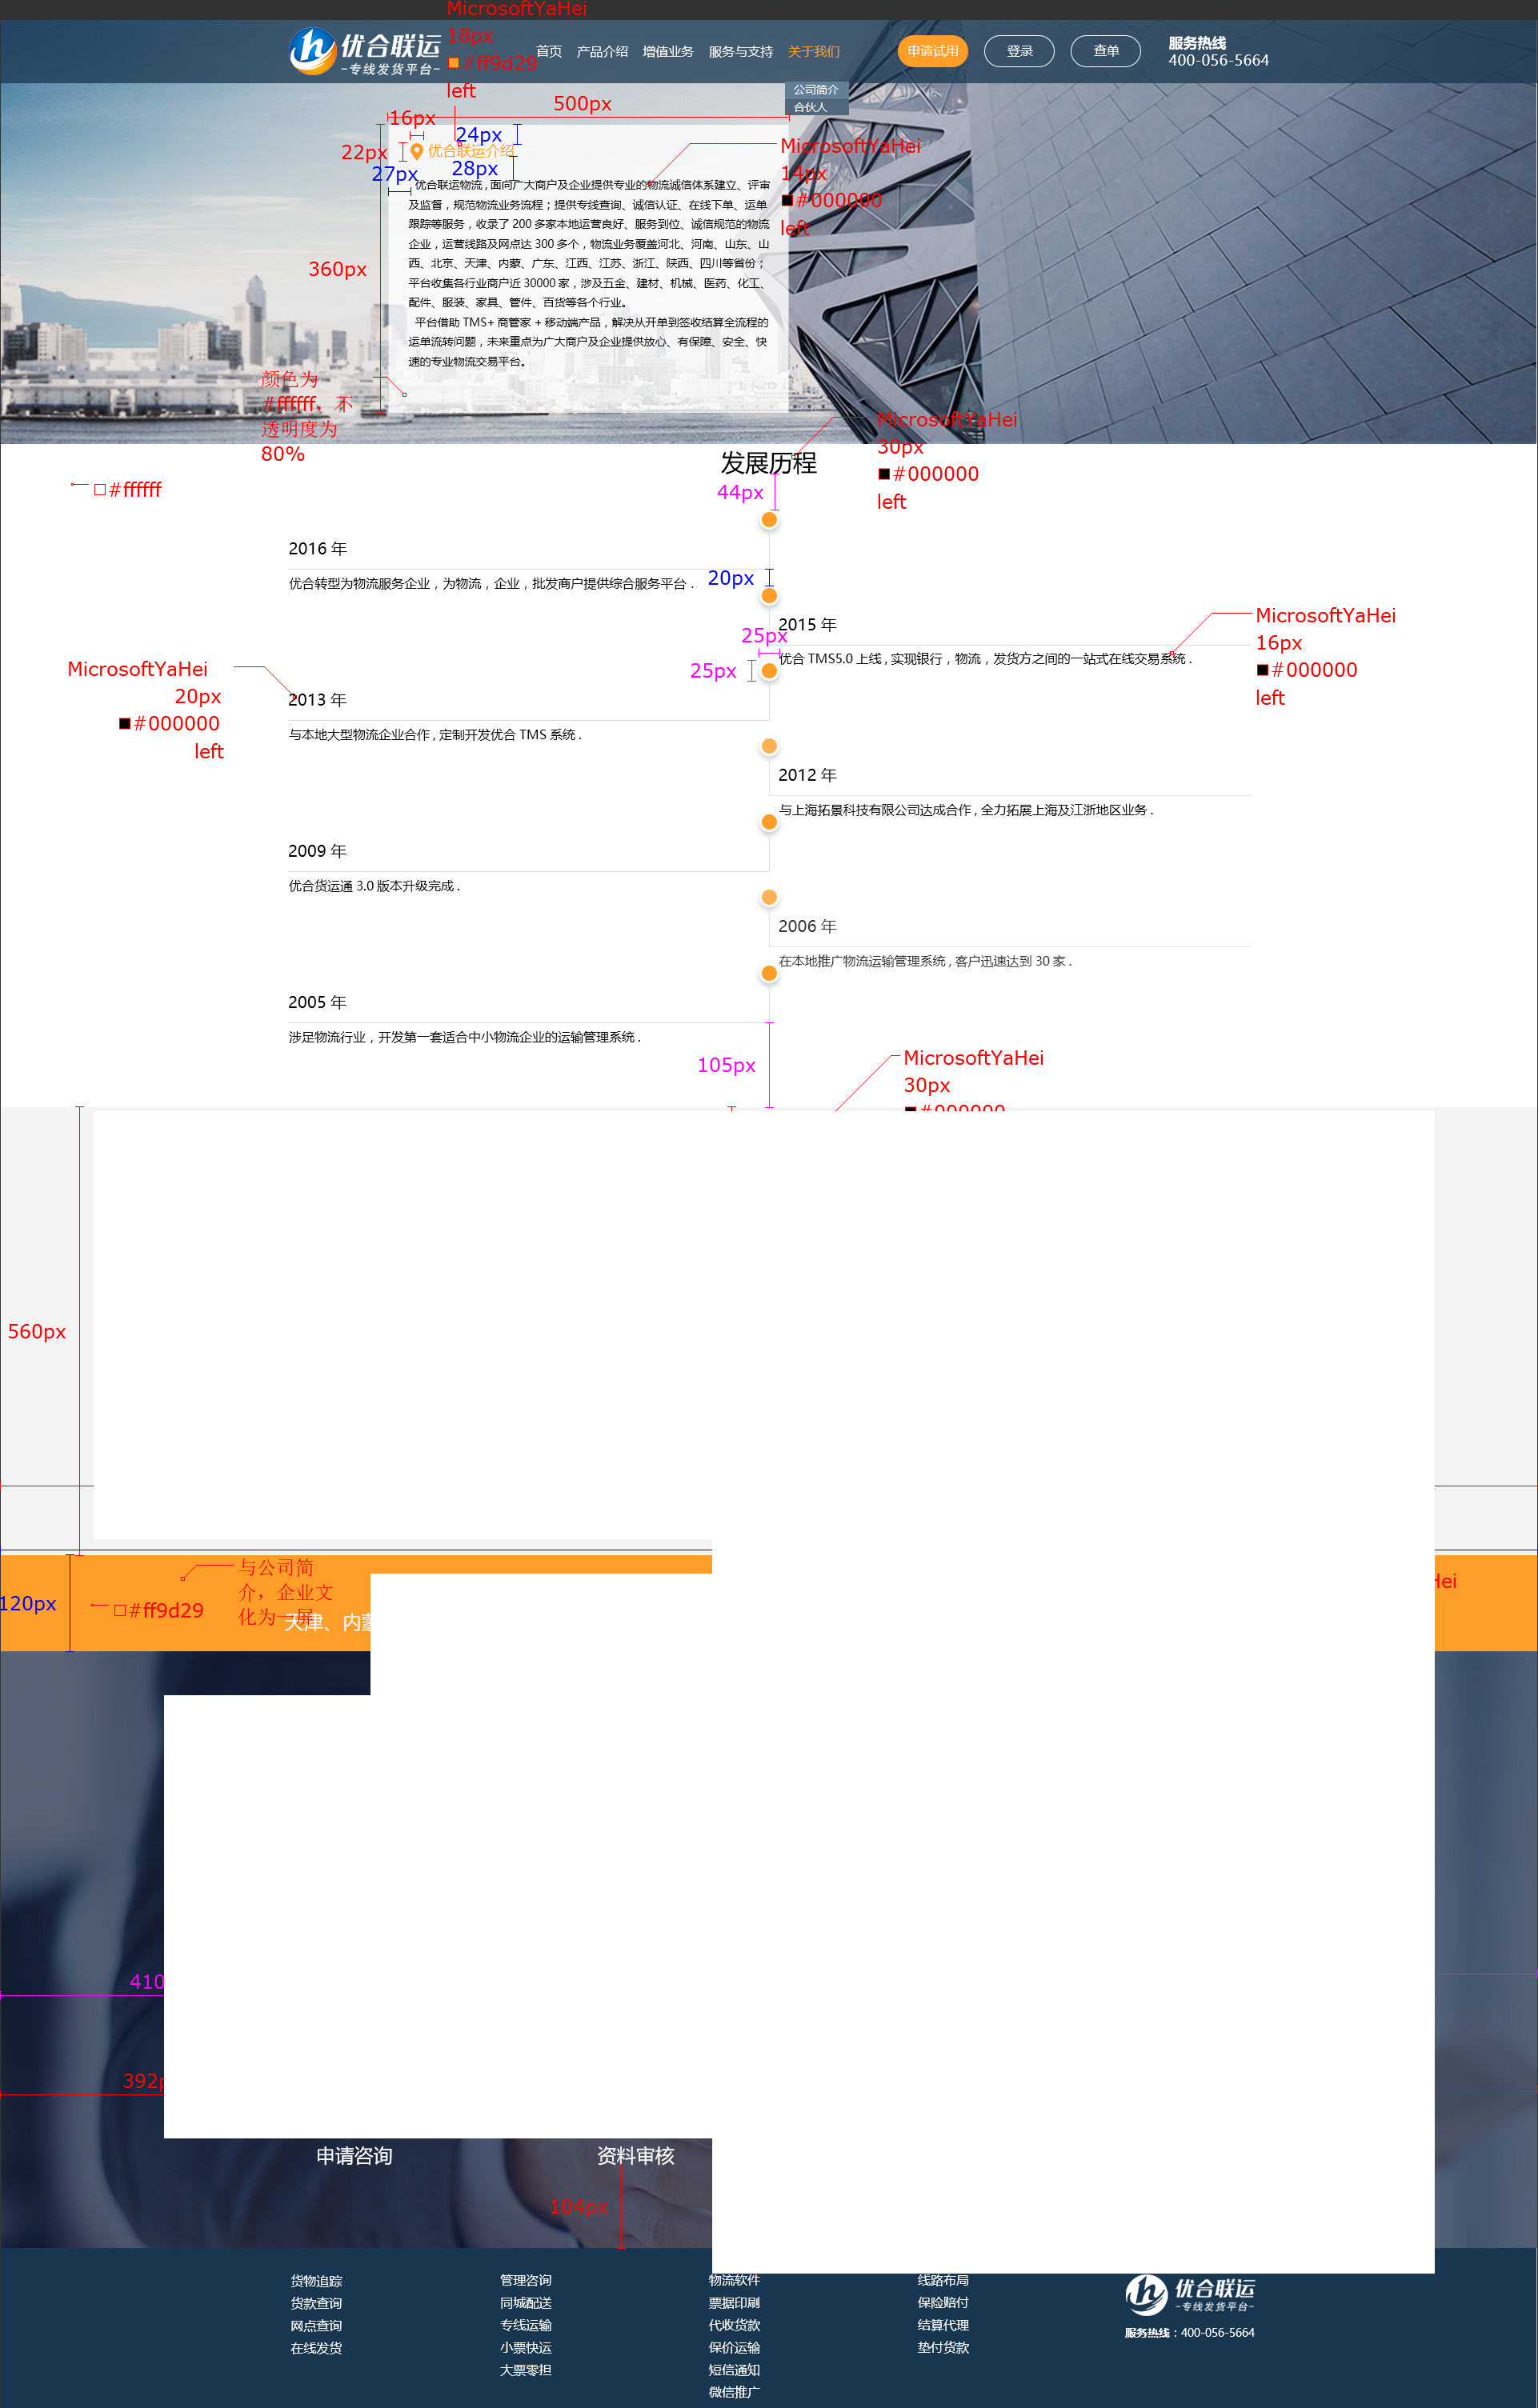 MicrosoftYaHei
18px
#ff9d29
left
优合联运
-专线发货平台-
首页 产品介绍 增值业务 服务与支持 关于我们
申请试用 登录 查单
服务热线
400-056-5664
公司简介
合伙人
500px
16px
24px
22px
优合联运介绍
28px
27px
MicrosoftYaHei
14px
#000000
left
优合联运物流 , 面向广大商户及企业提供专业的物流诚信体系建立、评审
及监督 , 规范物流业务流程 ; 提供专线查询、诚信认证、在线下单、运单
跟踪等服务 , 收录了 200 多家本地运营良好、服务到位、诚信规范的物流
企业 , 运营线路及网点达 300 多个 , 物流业务覆盖河北、河南、山东、山
西、北京、天津、内蒙、广东、江西、江苏、浙江、陕西、四川等省份 ;
平台收集各行业商户近 30000 家 , 涉及五金、建材、机械、医药、化工、
配件、服装、家具、管件、百货等各个行业。
平台借助 TMS+ 商管家 + 移动端产品 , 解决从开单到签收结算全流程的
运单流转问题 , 未来重点为广大商户及企业提供放心、有保障、安全、快
速的专业物流交易平台。
360px
颜色为
#ffffff，不
透明度为
80%
#ffffff
发展历程
MicrosoftYaHei
30px
#000000
left
44px
2016 年
优合转型为物流服务企业 , 为物流 , 企业 , 批发商户提供综合服务平台 .
20px
2015 年
优合 TMS5.0 上线 , 实现银行 , 物流 , 发货方之间的一站式在线交易系统 .
25px
25px
MicrosoftYaHei
16px
#000000
left
MicrosoftYaHei
20px
#000000
left
2013 年
与本地大型物流企业合作 , 定制开发优合 TMS 系统 .
2012 年
与上海拓景科技有限公司达成合作 , 全力拓展上海及江浙地区业务 .
2009 年
优合货运通 3.0 版本升级完成 .
2006 年
在本地推广物流运输管理系统 , 客户迅速达到 30 家 .
2005 年
涉足物流行业 , 开发第一套适合中小物流企业的运输管理系统 .
105px
MicrosoftYaHei
30px
#000000
560px
与公司简
介，企业文
化为一屏
120px
#ff9d29
天津、内蒙
Hei
410
392p
申请咨询 资料审核
104px
货物追踪
货款查询
网点查询
在线发货
管理咨询
同城配送
专线运输
小票快运
大票零担
物流软件
票据印刷
代收货款
保价运输
短信通知
微信推广
线路布局
保险赔付
结算代理
垫付货款
优合联运
-专线发货平台-
服务热线 : 400-056-5664